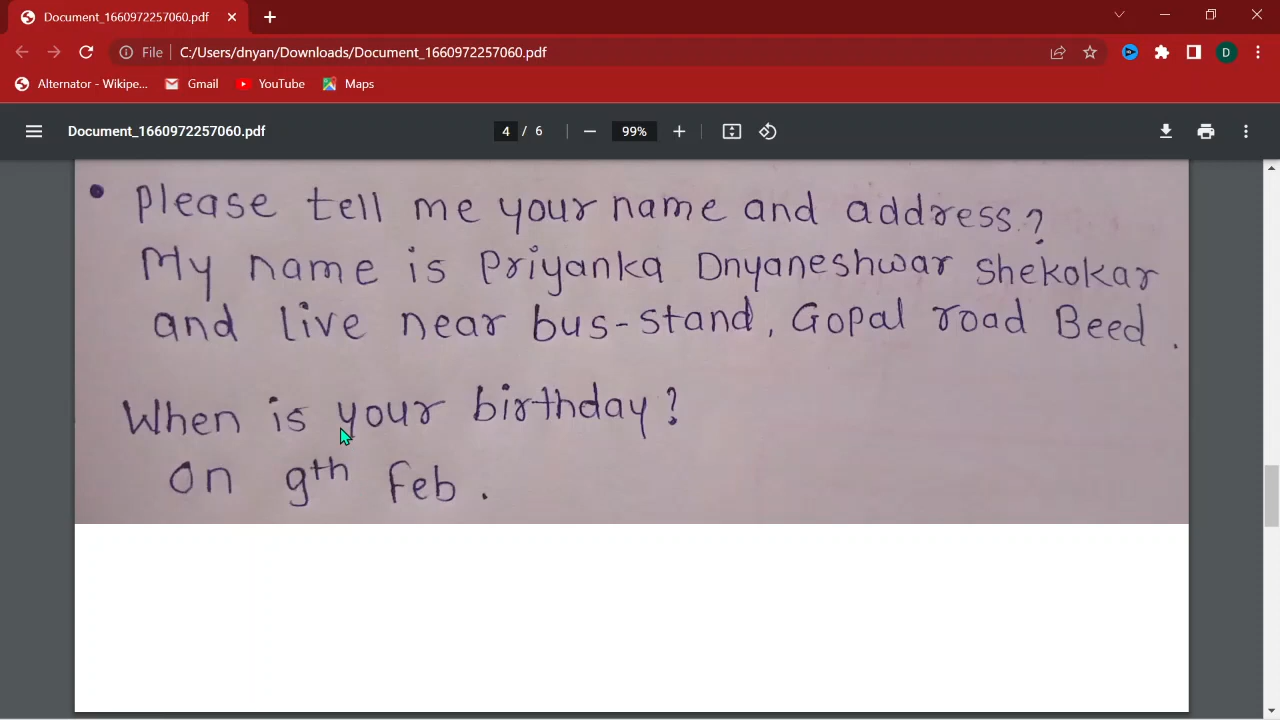 Document_1660972257060.pdf
File
C:/Users/dnyan/Downloads/Document_1660972257060.pdf
D
Alternator - Wikipe...
Gmail
YouTube
Maps
Document_1660972257060.pdf
4 / 6
99%
• Please tell me your name and address?
My name is Priyanka Dnyaneshwar Shekokar
and live near bus-stand, Gopal road Beed.
When is your birthday?
On 9th Feb.